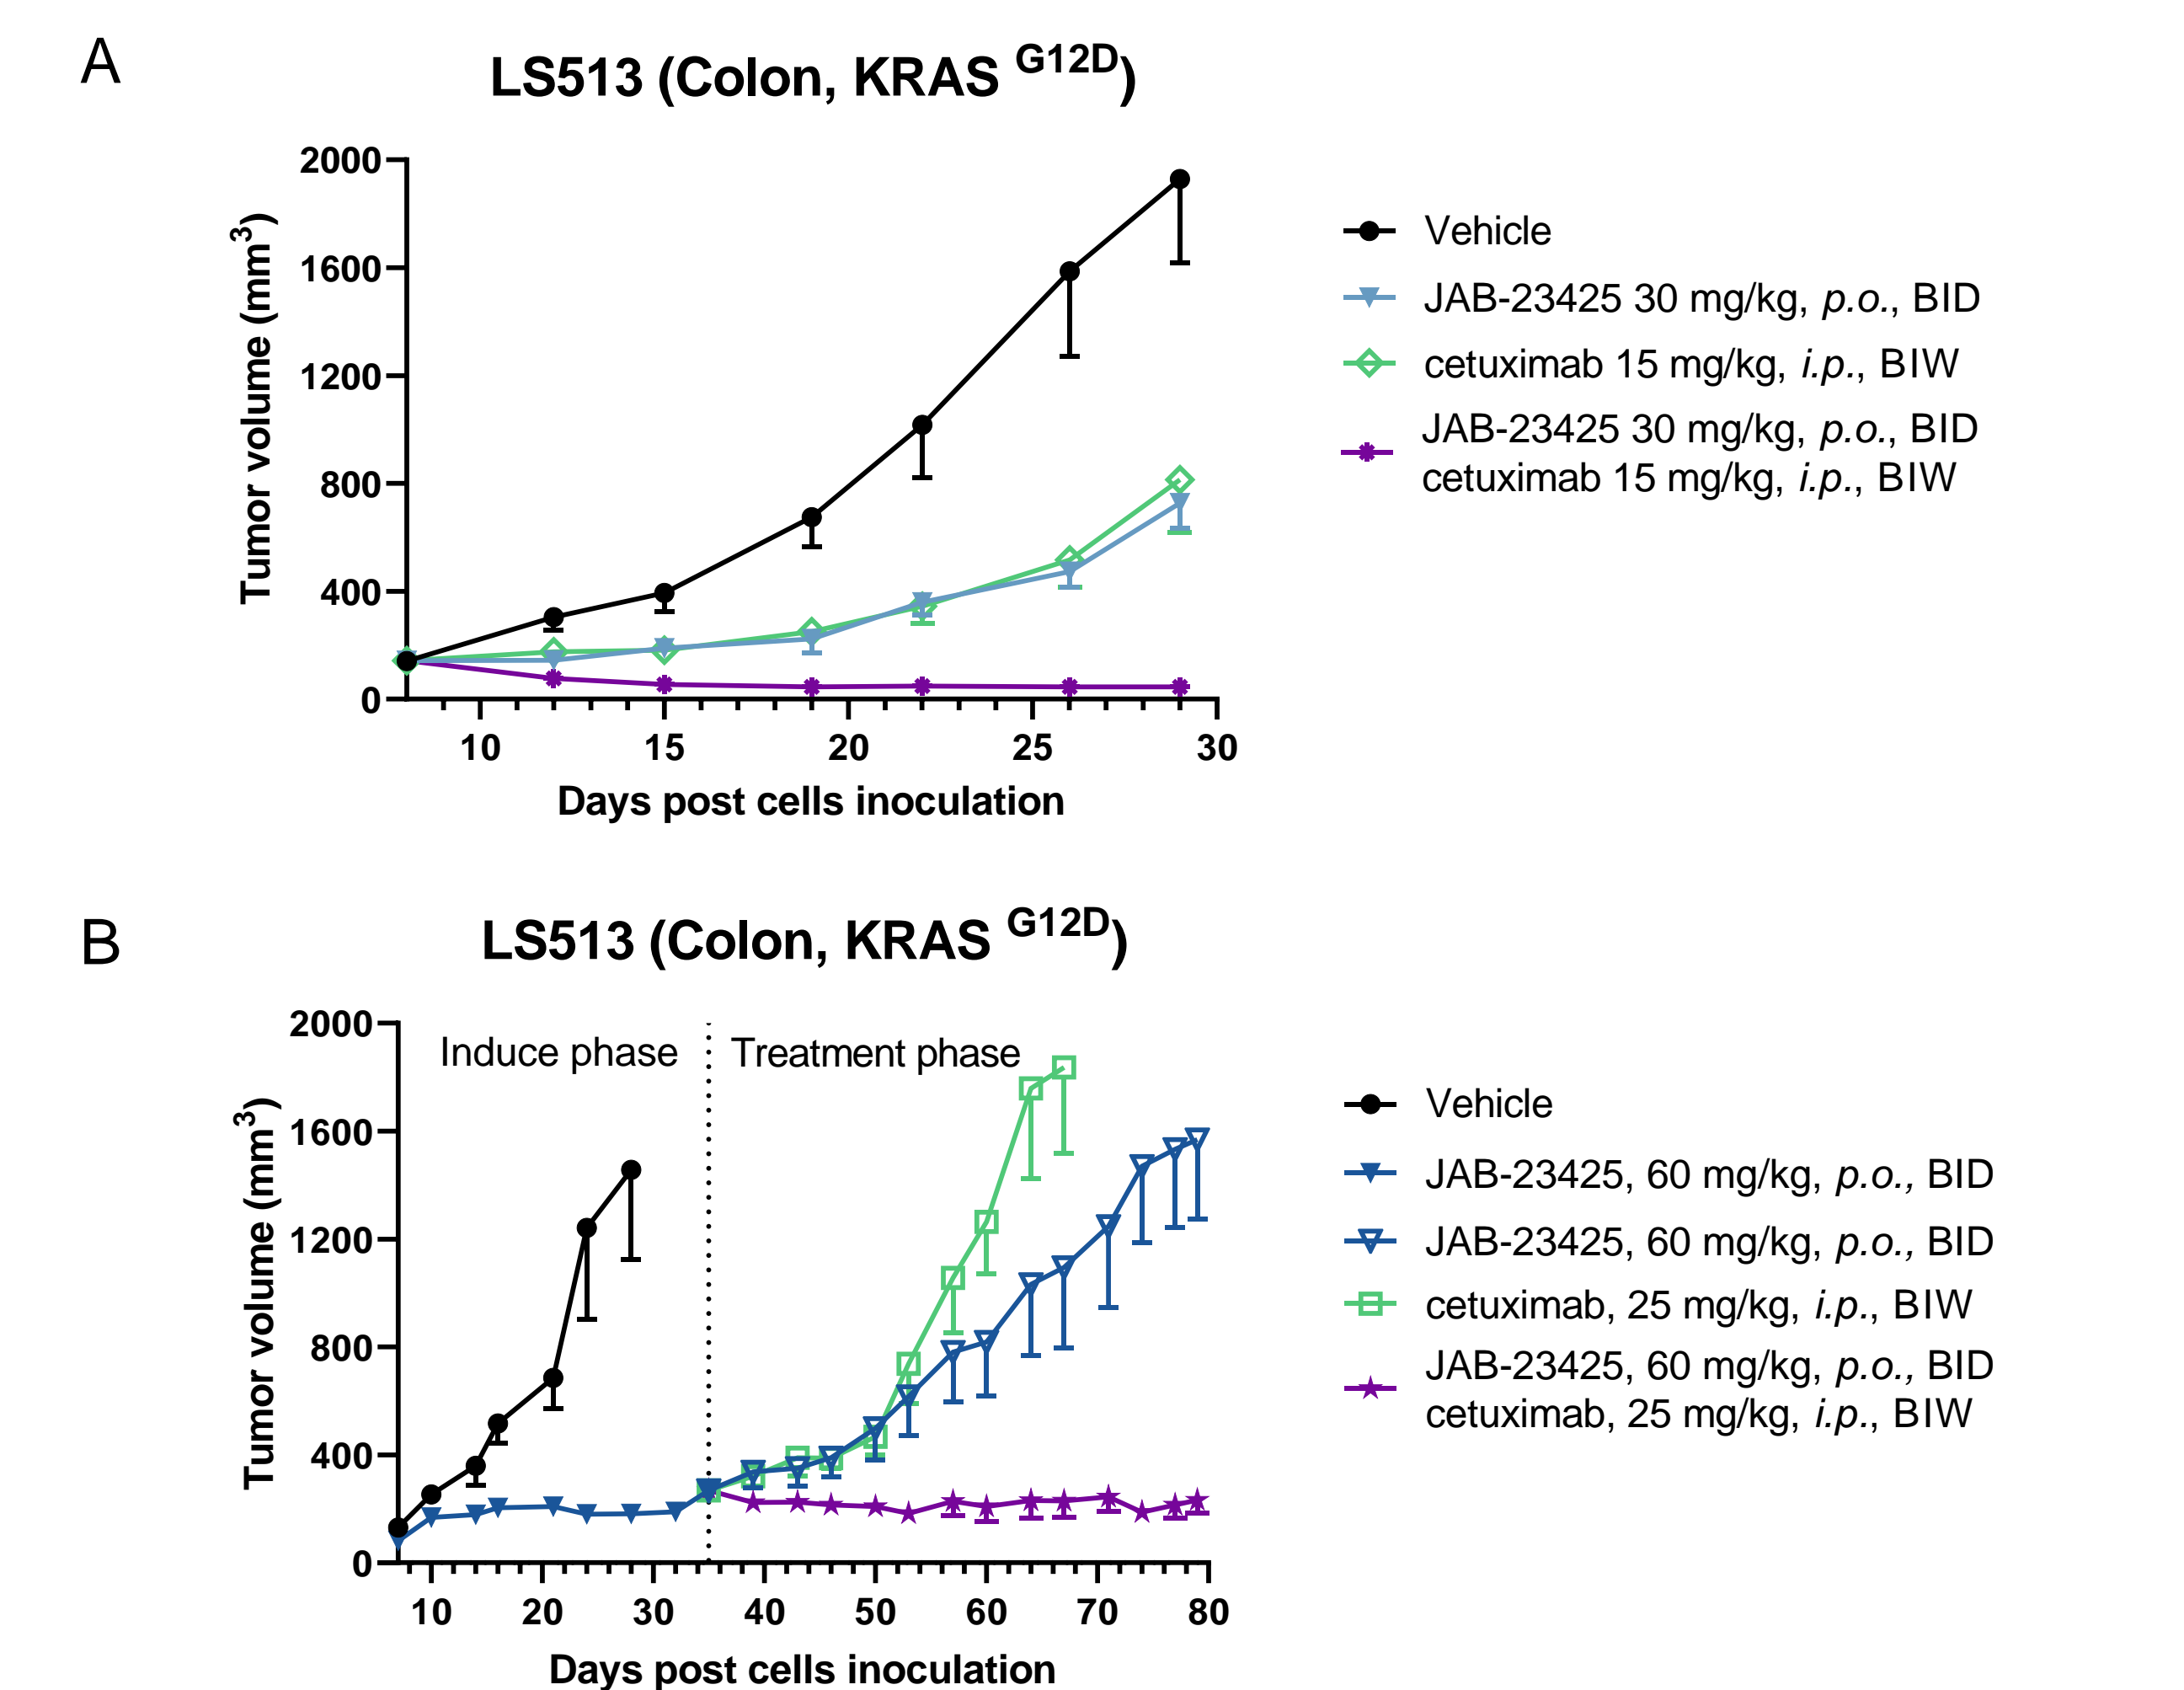 A
LS513 (Colon, KRAS G12D)
2000
1600
1200
800
400
0
Tumor volume (mm3)
10 15 20 25 30
Days post cells inoculation
Vehicle
JAB-23425 30 mg/kg, p.o., BID
cetuximab 15 mg/kg, i.p., BIW
JAB-23425 30 mg/kg, p.o., BID
cetuximab 15 mg/kg, i.p., BIW
B
LS513 (Colon, KRAS G12D)
Induce phase Treatment phase
2000
1600
1200
800
400
0
Tumor volume (mm3)
10 20 30 40 50 60 70 80
Days post cells inoculation
Vehicle
JAB-23425, 60 mg/kg, p.o., BID
JAB-23425, 60 mg/kg, p.o., BID
cetuximab, 25 mg/kg, i.p., BIW
JAB-23425, 60 mg/kg, p.o., BID
cetuximab, 25 mg/kg, i.p., BIW